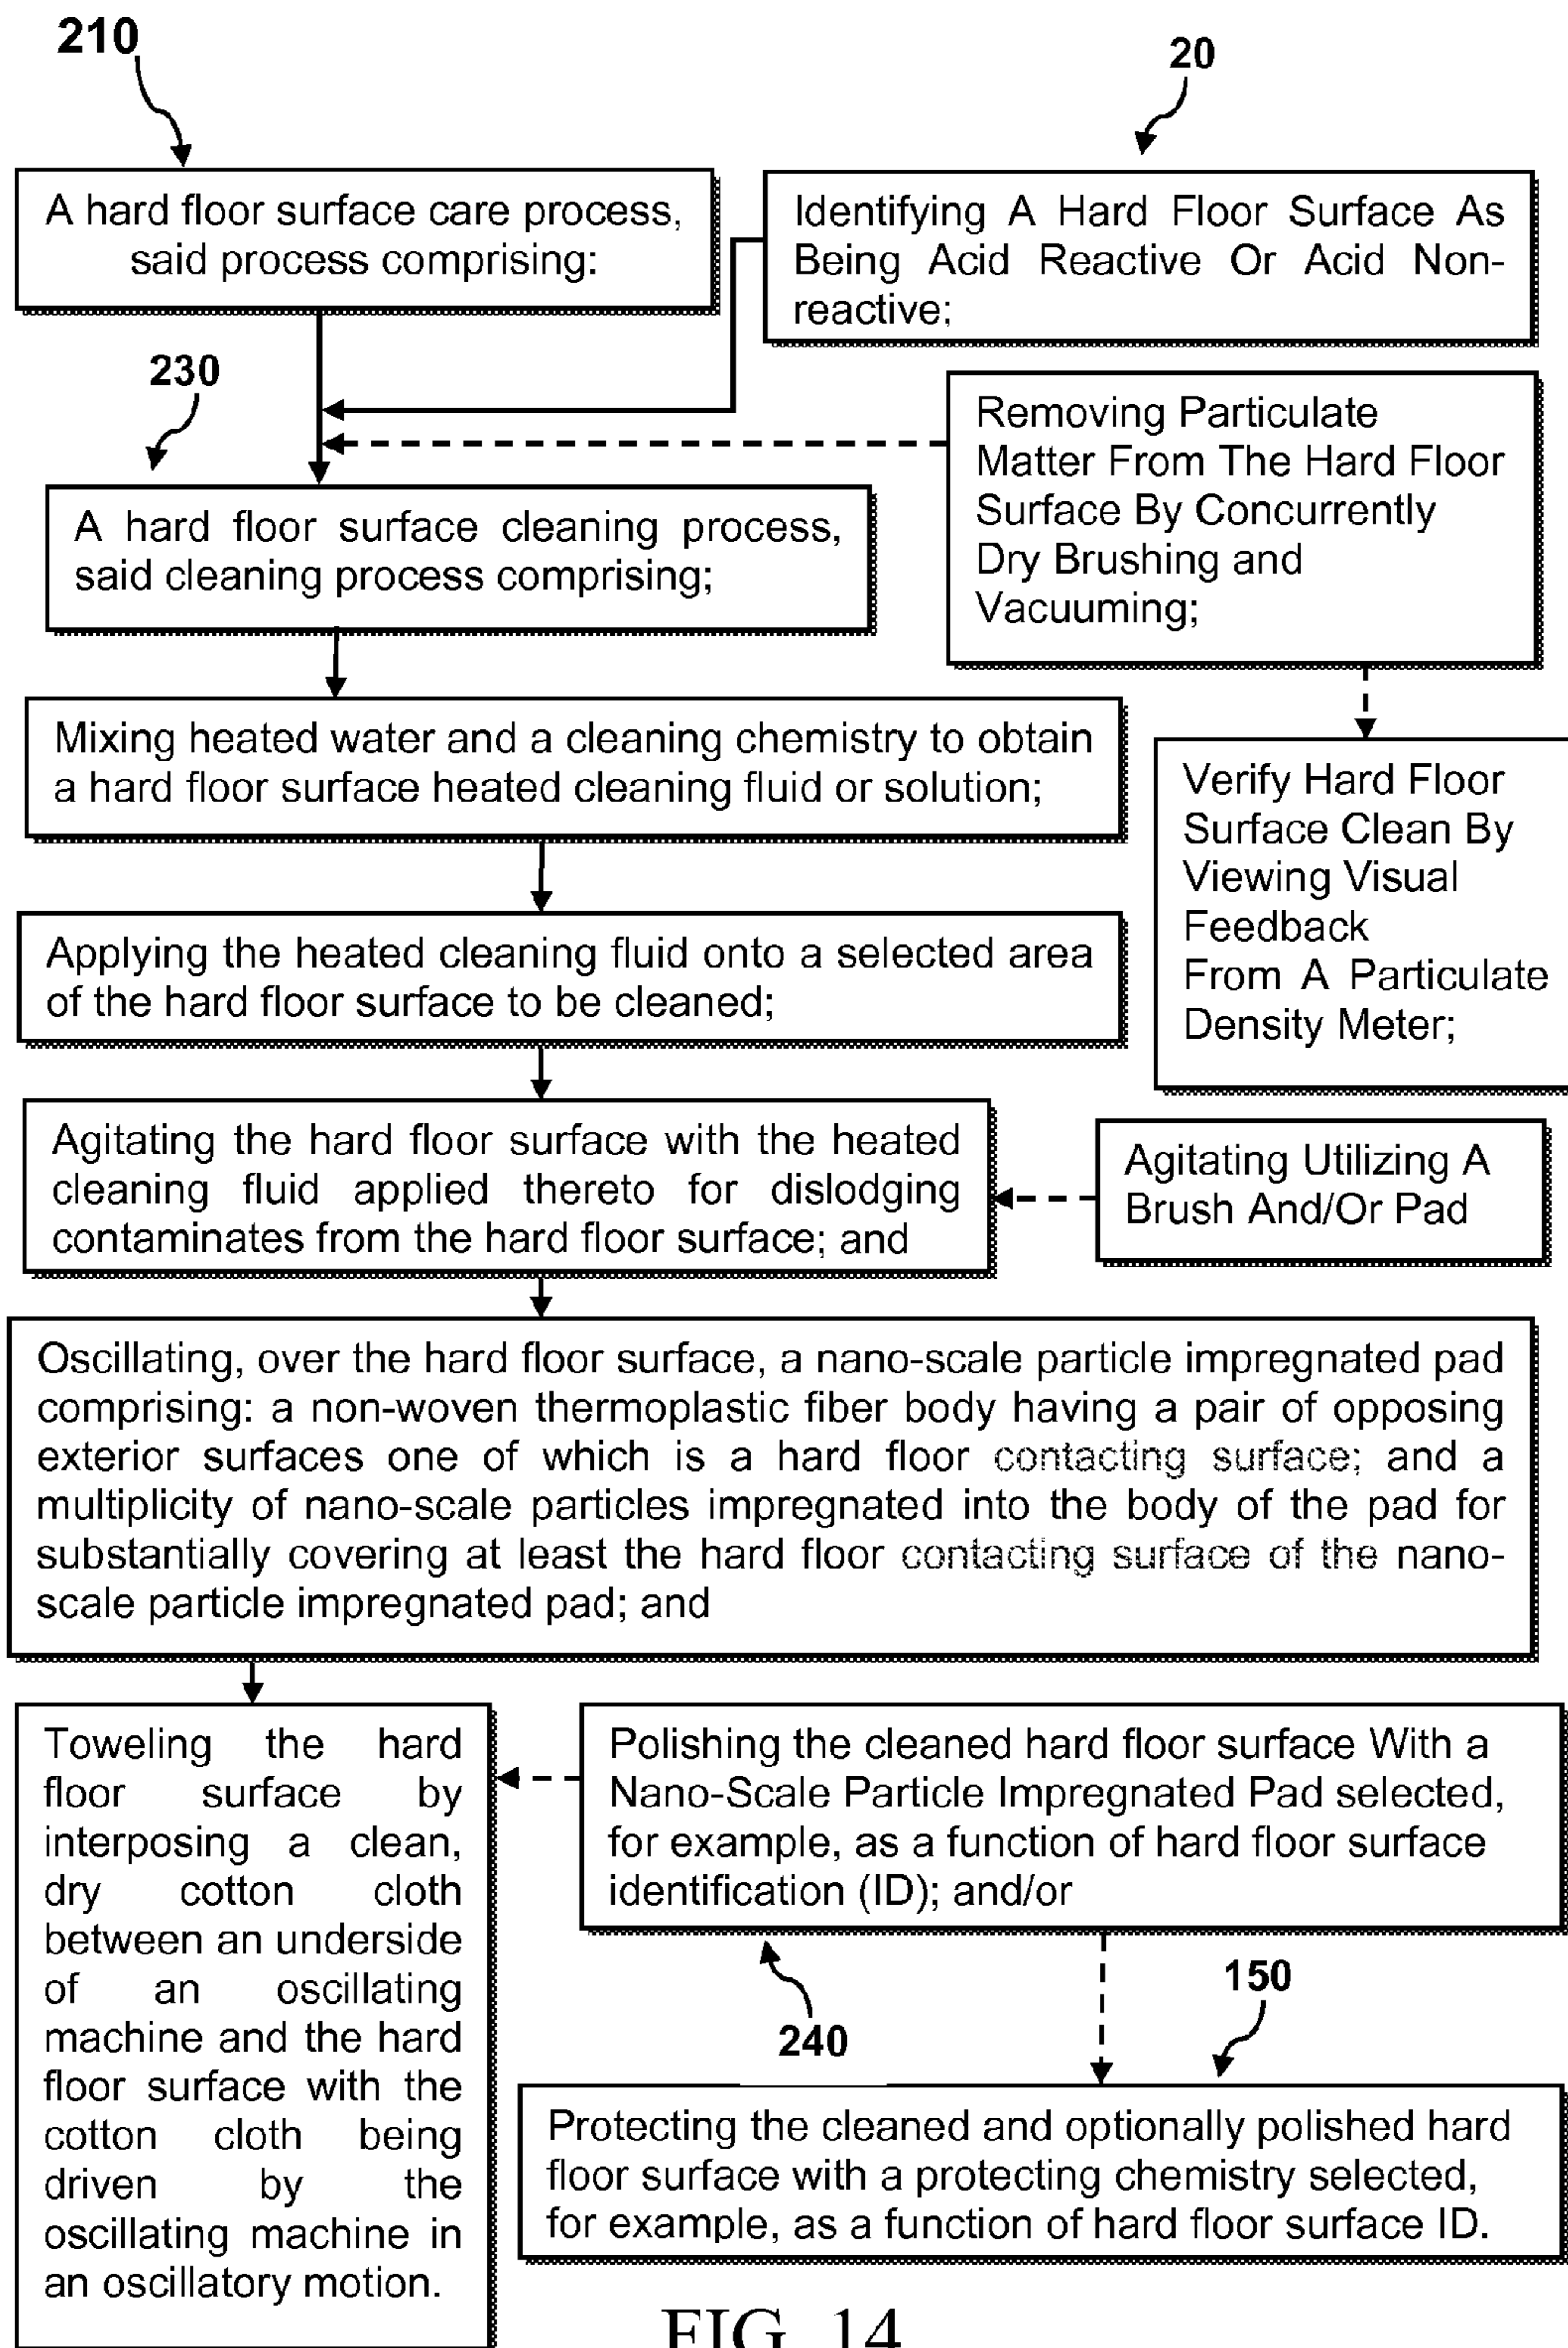 210
20
A hard floor surface care process,
said process comprising:
Identifying A Hard Floor Surface As
Being Acid Reactive Or Acid Non-
reactive;
230
Removing Particulate
Matter From The Hard Floor
Surface By Concurrently
Dry Brushing and
Vacuuming;
A hard floor surface cleaning process,
said cleaning process comprising;
Mixing heated water and a cleaning chemistry to obtain
a hard floor surface heated cleaning fluid or solution;
Verify Hard Floor
Surface Clean By
Viewing Visual
Feedback
From A Particulate
Density Meter;
Applying the heated cleaning fluid onto a selected area
of the hard floor surface to be cleaned;
Agitating the hard floor surface with the heated
cleaning fluid applied thereto for dislodging
contaminates from the hard floor surface; and
Agitating Utilizing A
Brush And/Or Pad
Oscillating, over the hard floor surface, a nano-scale particle impregnated pad
comprising: a non-woven thermoplastic fiber body having a pair of opposing
exterior surfaces one of which is a hard floor contacting surface; and a
multiplicity of nano-scale particles impregnated into the body of the pad for
substantially covering at least the hard floor contacting surface of the nano-
scale particle impregnated pad; and
Toweling the hard
floor surface by
interposing a clean,
dry cotton cloth
between an underside
of an oscillating
machine and the hard
floor surface with the
cotton cloth being
driven by the
oscillating machine in
an oscillatory motion.
Polishing the cleaned hard floor surface With a
Nano-Scale Particle Impregnated Pad selected,
for example, as a function of hard floor surface
identification (ID); and/or
240
150
Protecting the cleaned and optionally polished hard
floor surface with a protecting chemistry selected,
for example, as a function of hard floor surface ID.
FIG. 14